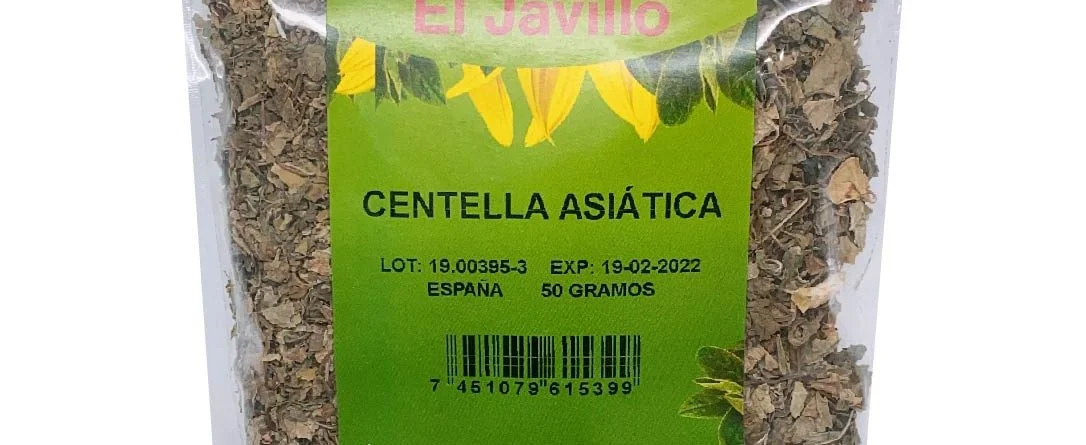 El Javillo
CENTELLA ASIÁTICA
LOT: 19.00395-3 EXP: 19-02-2022
ESPAÑA 50 GRAMOS
7 451079 615399